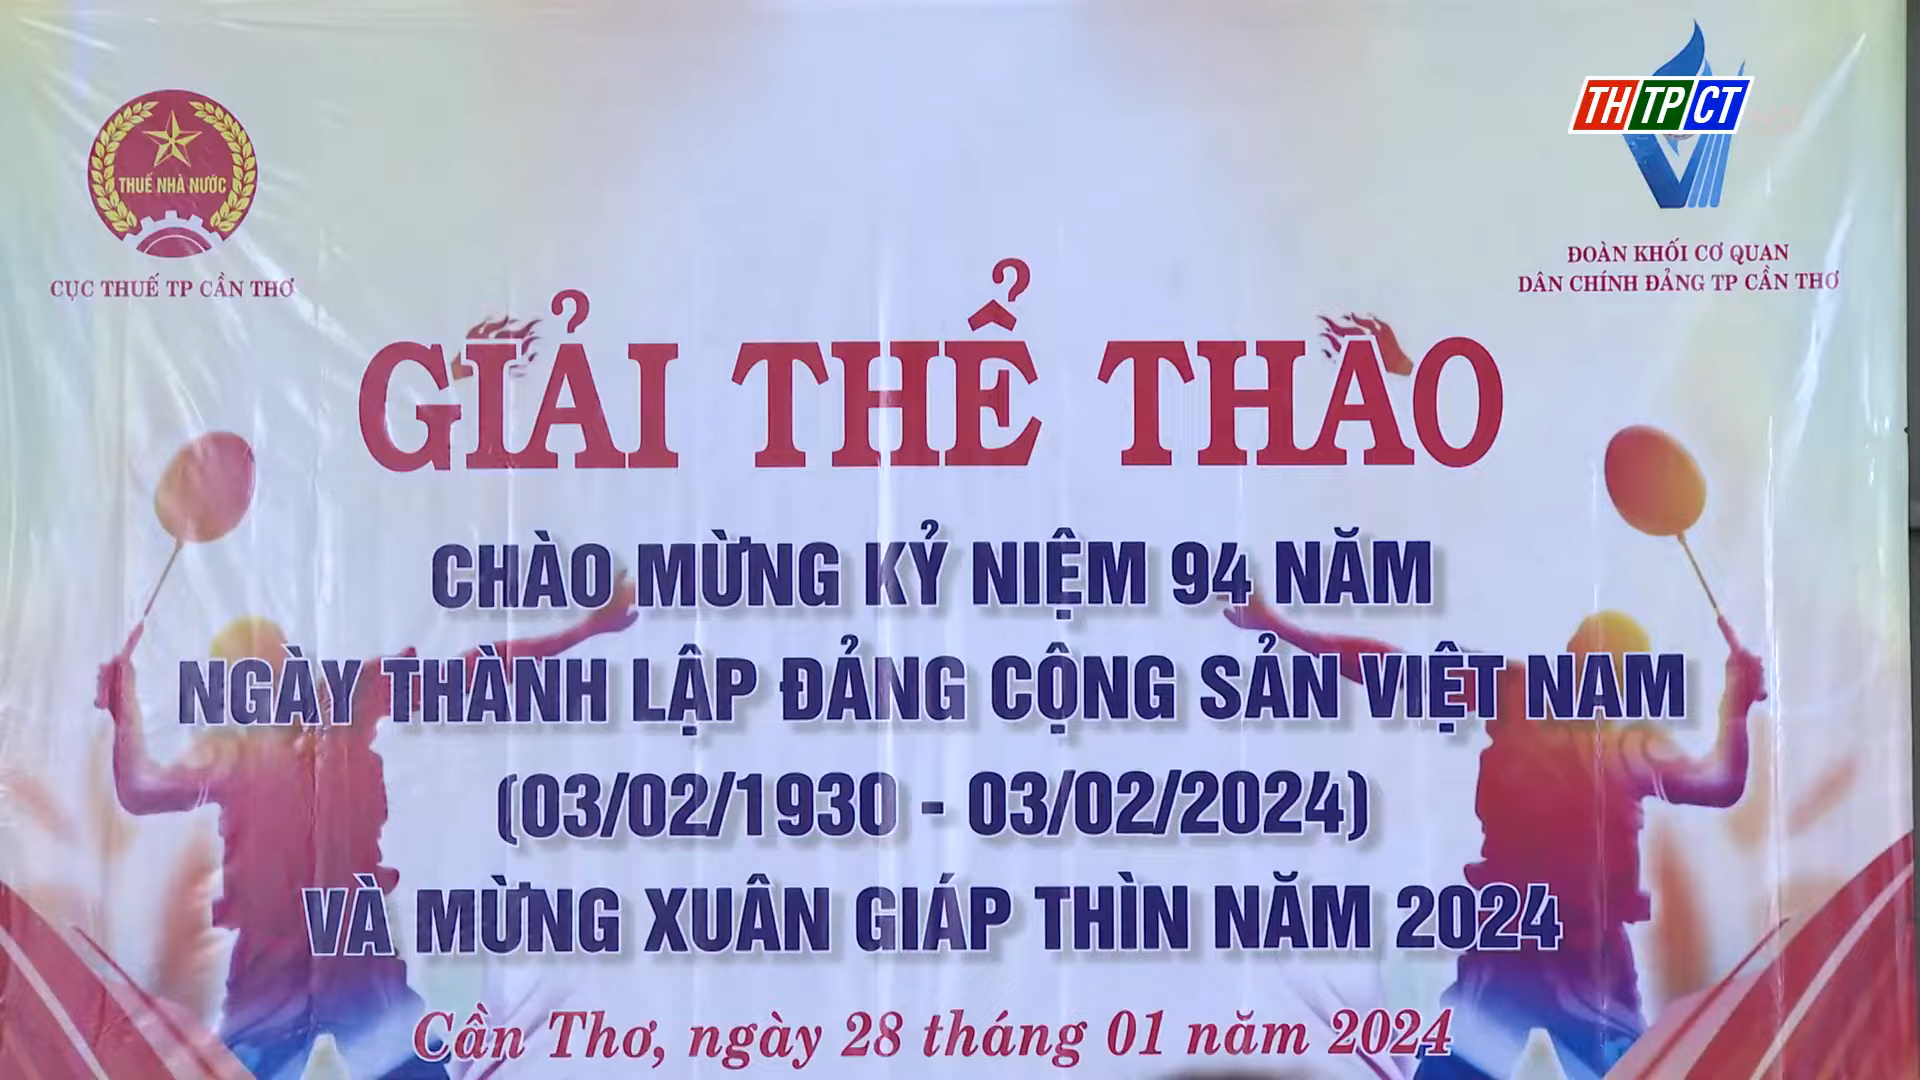 THTPCT
THUẾ NHÀ NƯỚC
CỤC THUẾ TP CẦN THƠ
ĐOÀN KHỐI CƠ QUAN
DÂN CHÍNH ĐẢNG TP CẦN THƠ
GIẢI THỂ THAO
CHÀO MỪNG KỶ NIỆM 94 NĂM
NGÀY THÀNH LẬP ĐẢNG CỘNG SẢN VIỆT NAM
(03/02/1930 - 03/02/2024)
VÀ MỪNG XUÂN GIÁP THÌN NĂM 2024
Cần Thơ, ngày 28 tháng 01 năm 2024